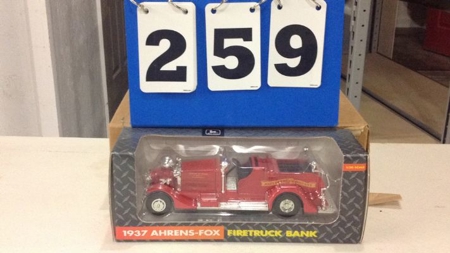 259
1937 AHRENS-FOX FIRETRUCK BANK